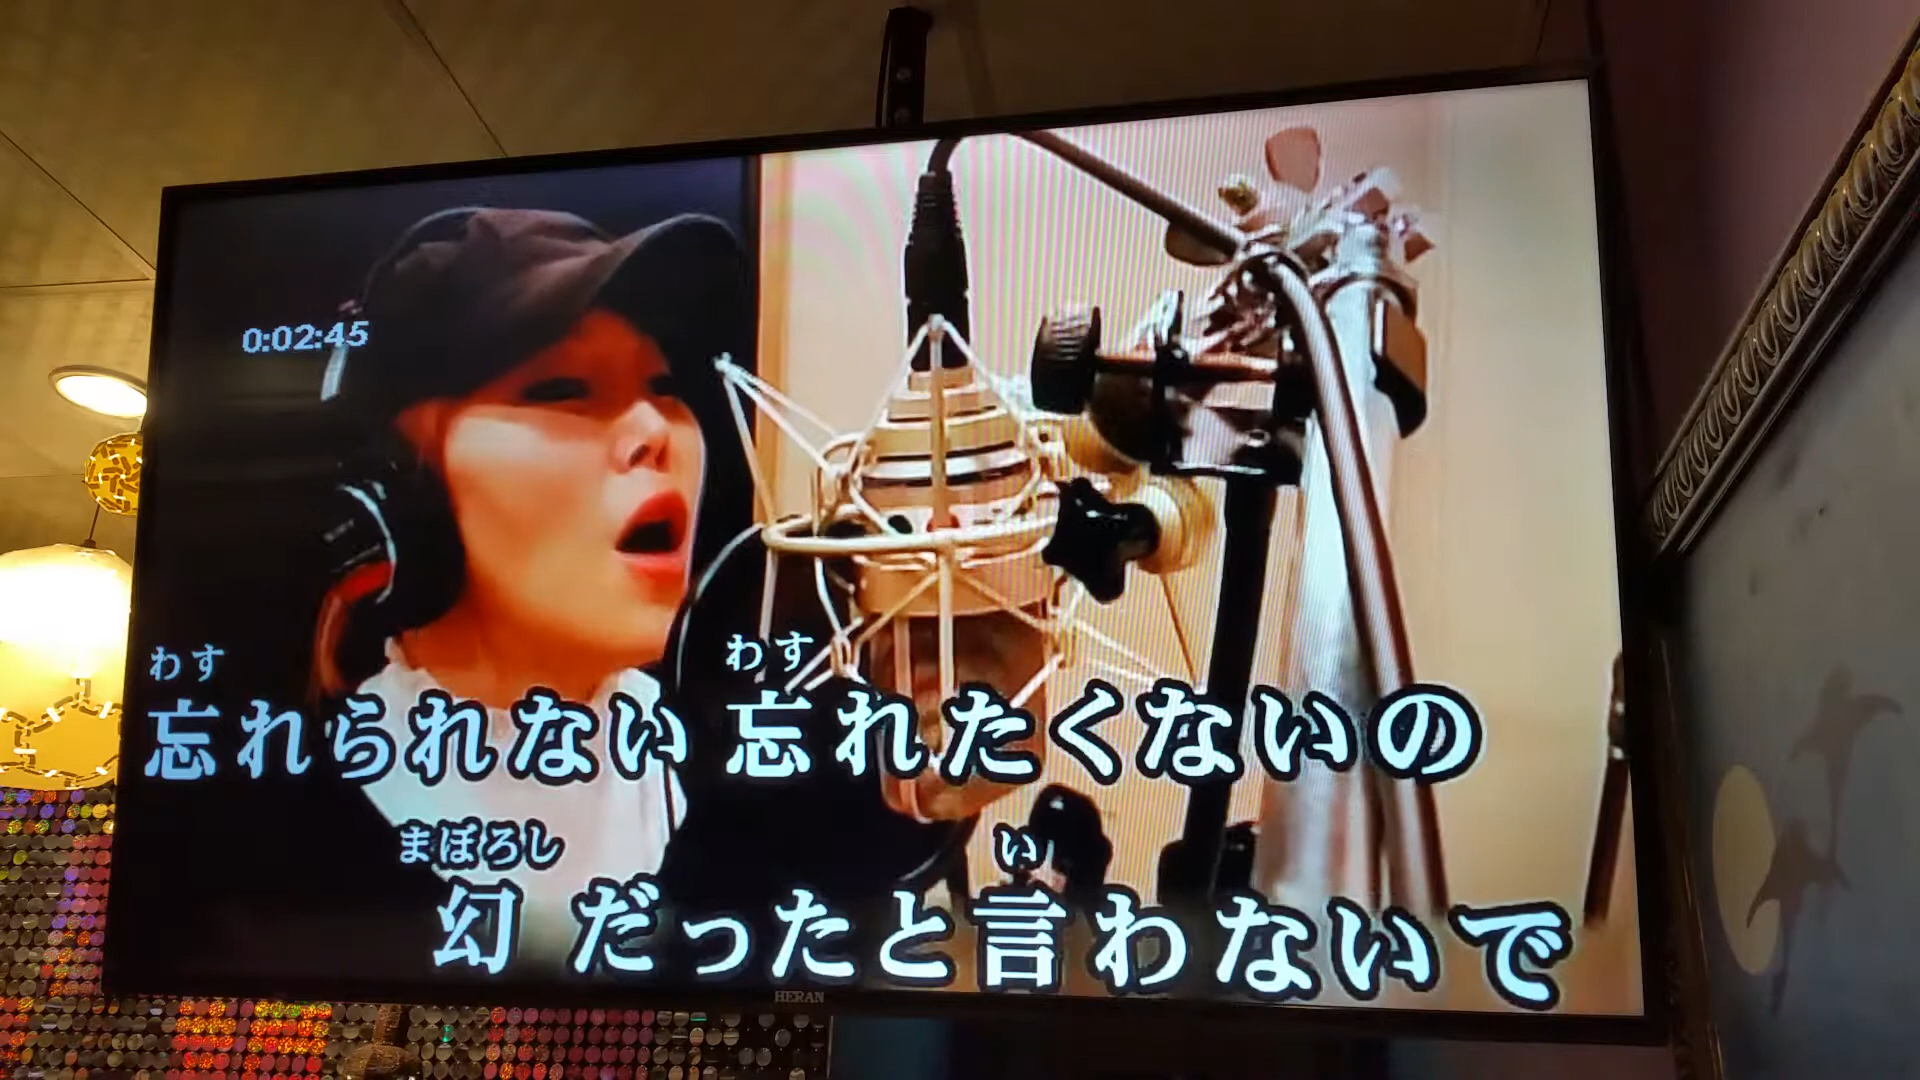 0:02:45
わす わす
忘れられない 忘れたくないの
まぼろし い
幻だったと言わないで
HERAN